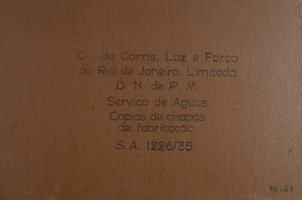 Cⁱᵃ de Carris, Luz e Força
do Rio de Janeiro, Limitada
D. N. de P. M.
Serviço de Aguas
Copias de chapas
de fabricação
S.A. 1226/35